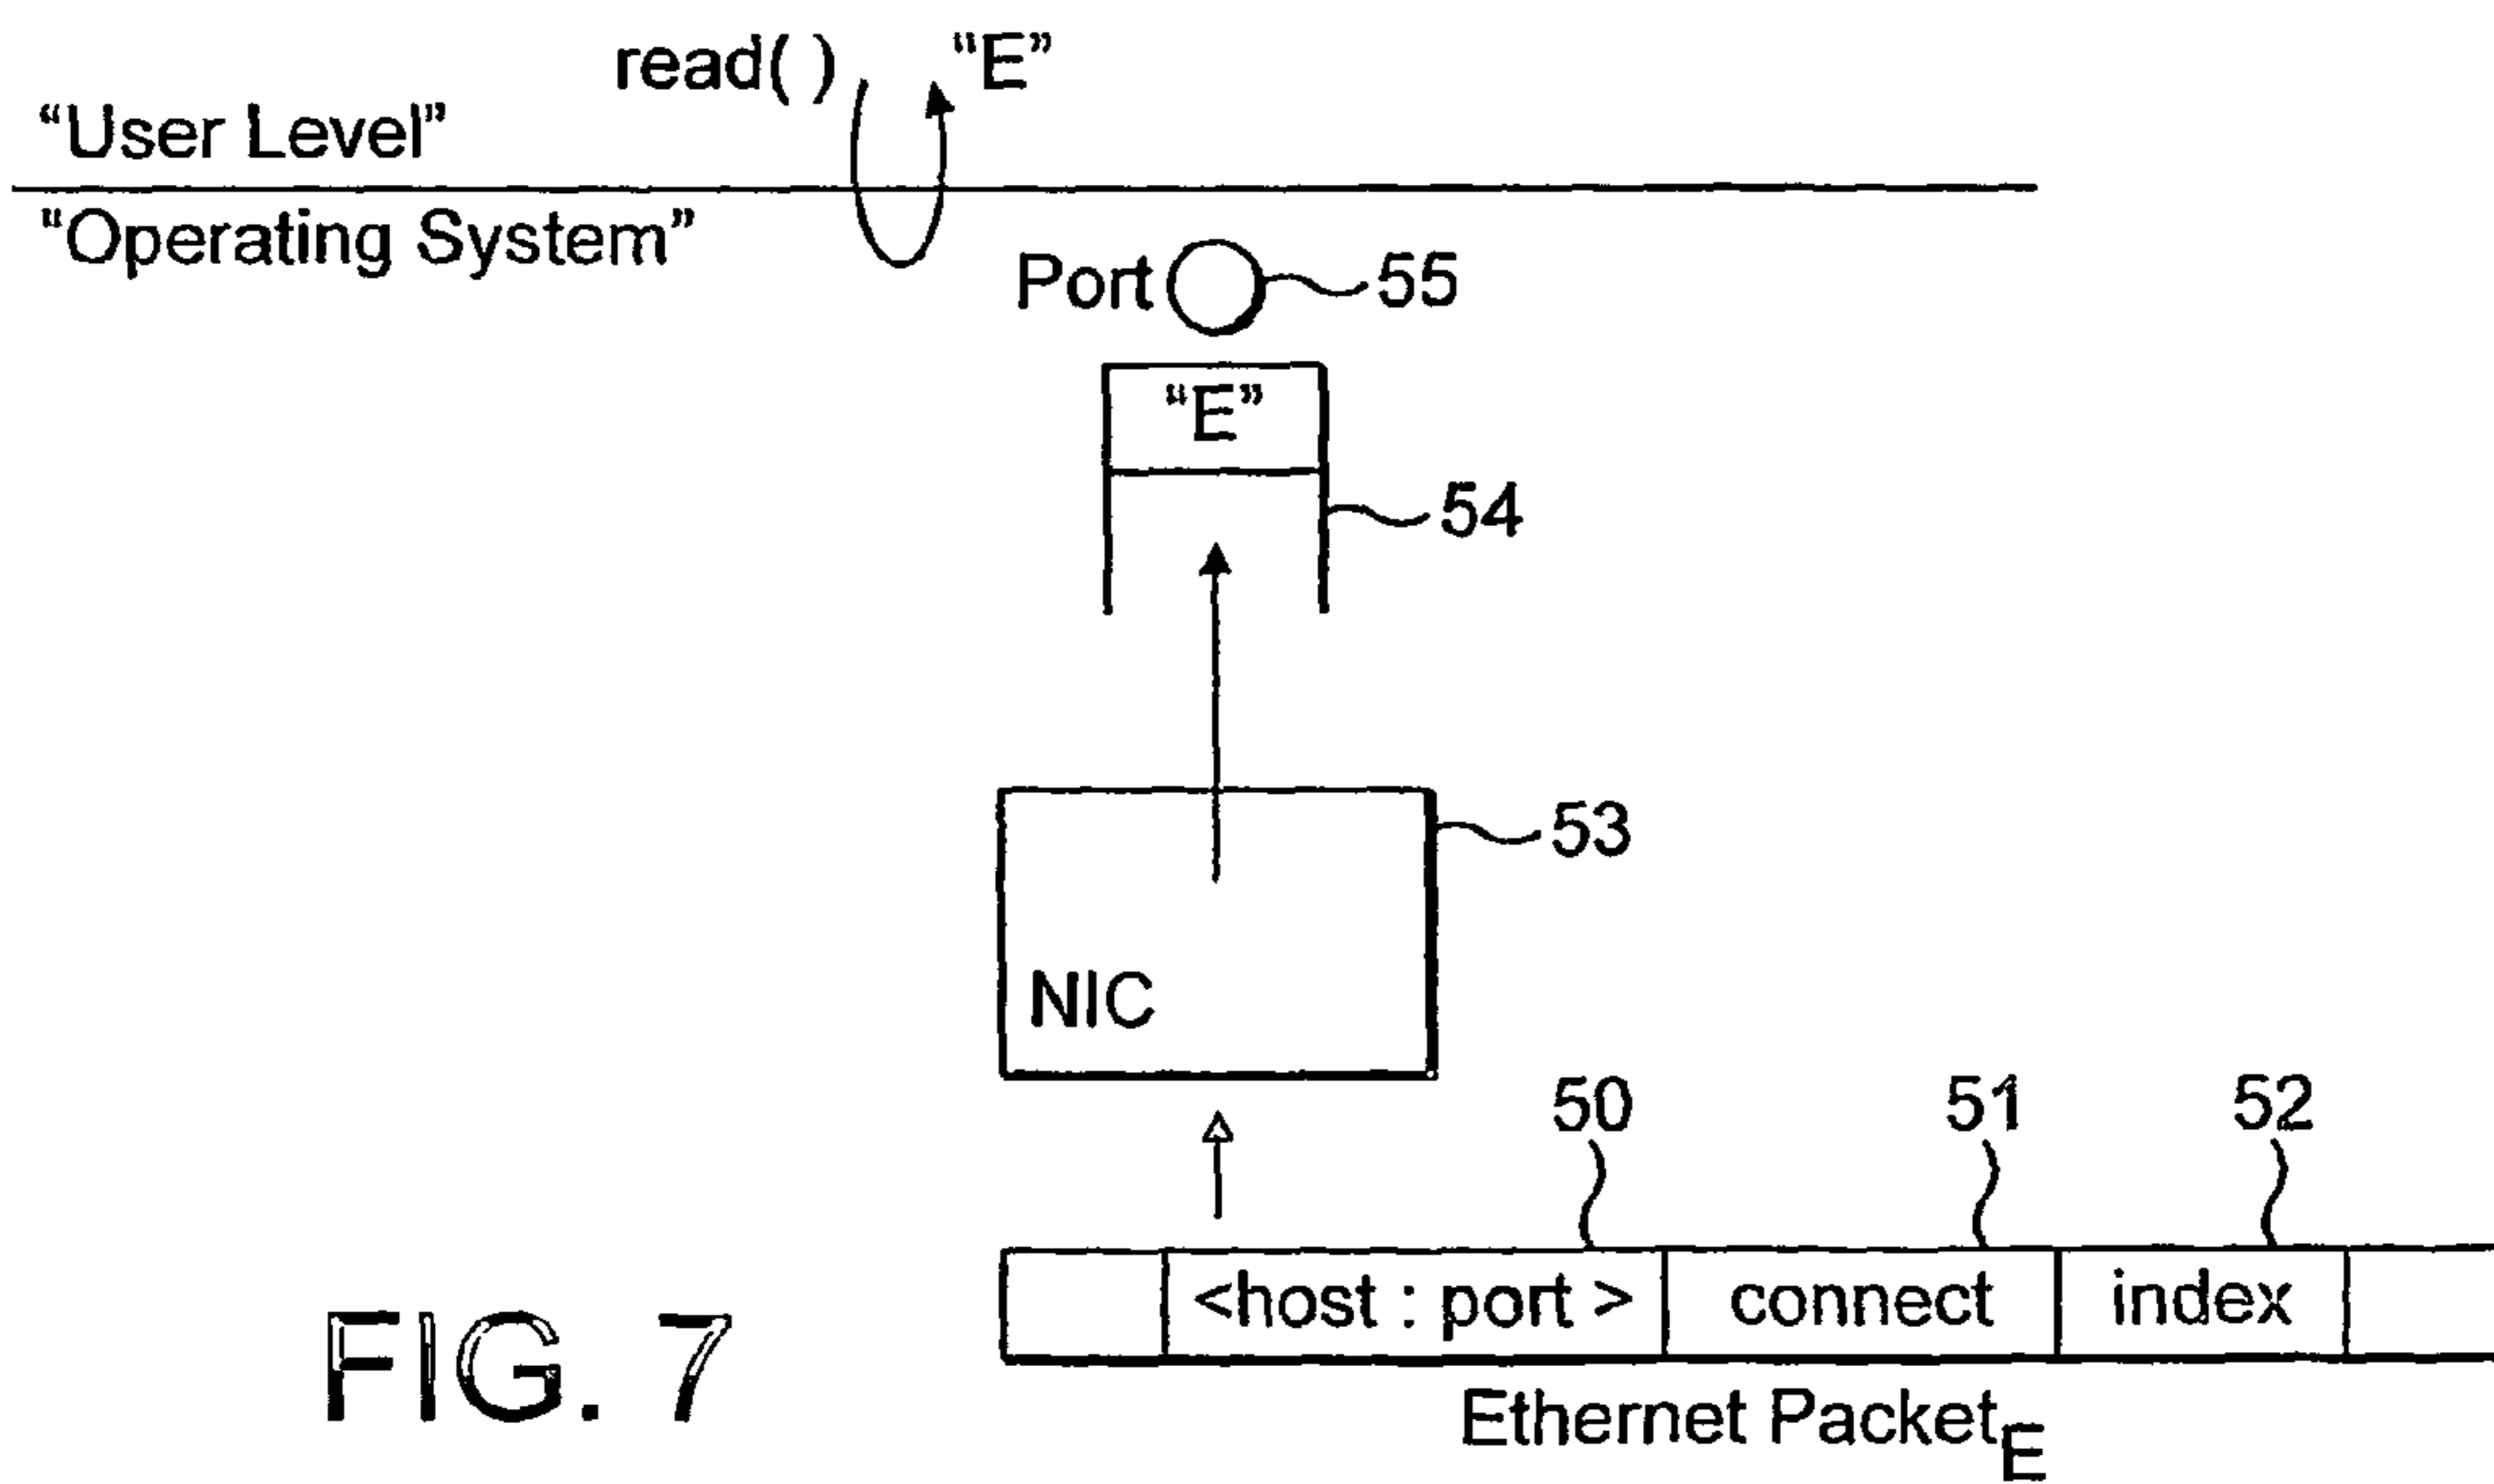 read( ) “E”
“User Level”
“Operating System”
Port 55
“E”
54
53
NIC
50 51 52
<host : port > connect index
Ethernet PacketE
FIG. 7